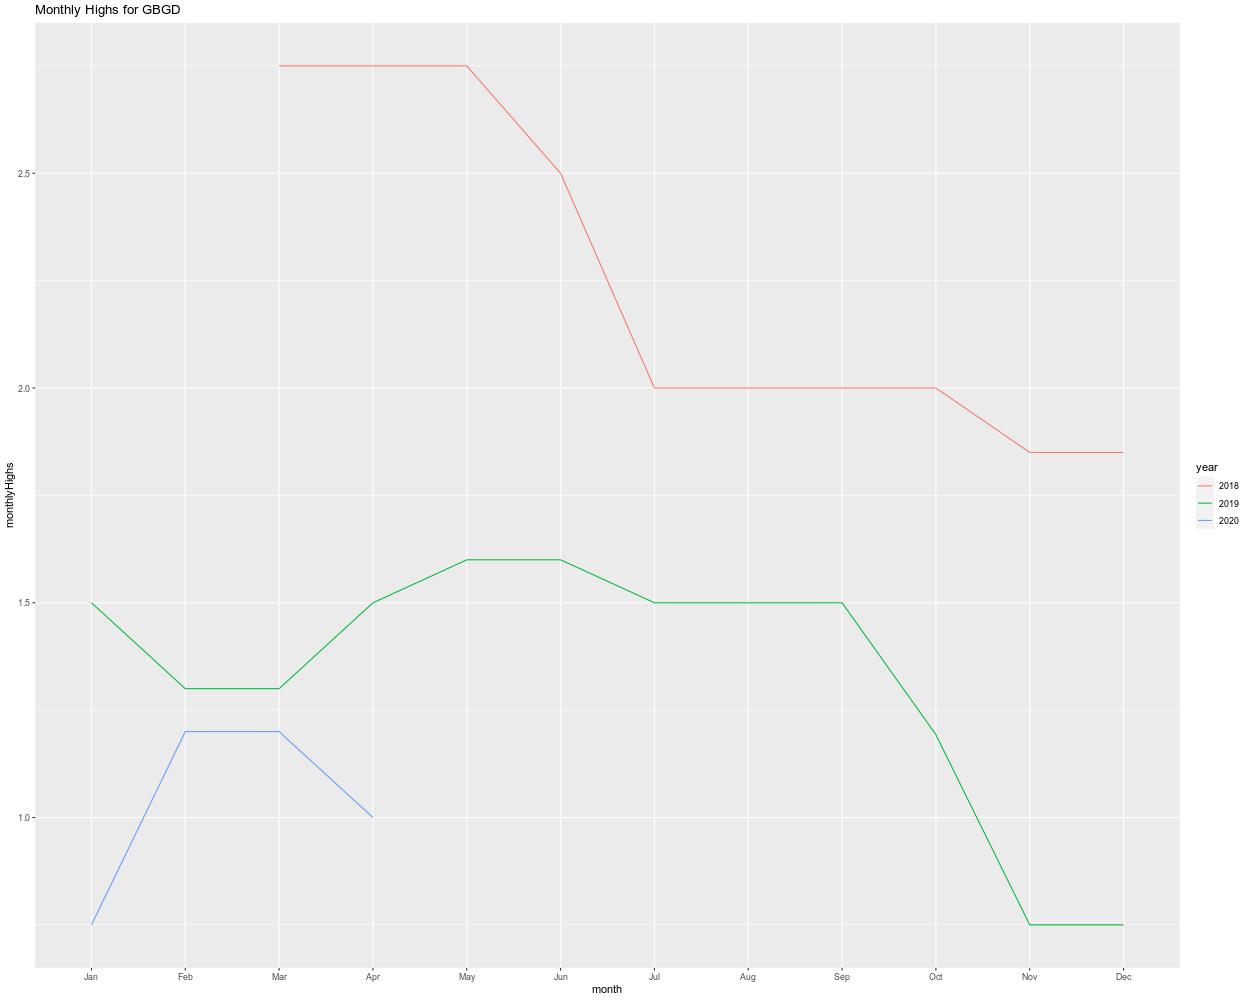 Monthly Highs for GBGD
2.5
2.0
1.5
1.0
monthlyHighs
Jan Feb Mar Apr May Jun Jul Aug Sep Oct Nov Dec
month
year
2018
2019
2020